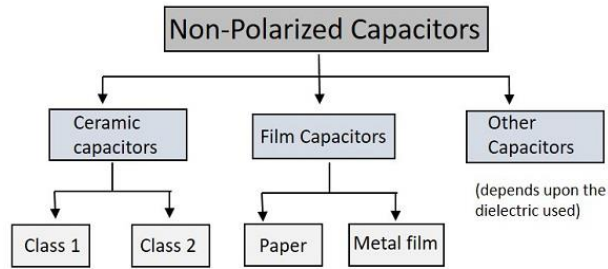 Non-Polarized Capacitors
Ceramic
capacitors
Film Capacitors
Other
Capacitors
(depends upon the
dielectric used)
Class 1
Class 2
Paper
Metal film